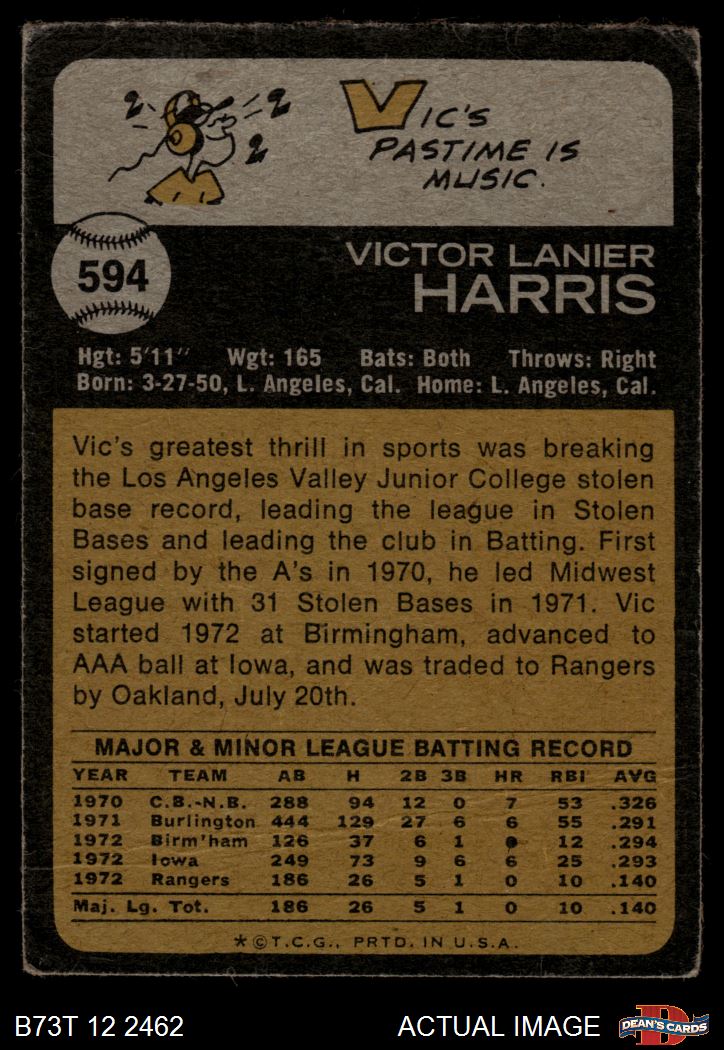 2 2 2
VIC'S
PASTIME IS
MUSIC.
594
VICTOR LANIER
HARRIS
Hgt: 5'11" Wgt: 165 Bats: Both Throws: Right
Born: 3-27-50, L. Angeles, Cal. Home: L. Angeles, Cal.
Vic's greatest thrill in sports was breaking
the Los Angeles Valley Junior College stolen
base record, leading the league in Stolen
Bases and leading the club in Batting. First
signed by the A's in 1970, he led Midwest
League with 31 Stolen Bases in 1971. Vic
started 1972 at Birmingham, advanced to
AAA ball at Iowa, and was traded to Rangers
by Oakland, July 20th.
MAJOR & MINOR LEAGUE BATTING RECORD
YEAR TEAM AB H 2B 3B HR RBI AVG
1970 C.B.-N.B. 288 94 12 0 7 53 .326
1971 Burlington 444 129 27 6 6 55 .291
1972 Birm'ham 126 37 6 1 0 12 .294
1972 Iowa 249 73 9 6 6 25 .293
1972 Rangers 186 26 5 1 0 10 .140
Maj. Lg. Tot. 186 26 5 1 0 10 .140
*©T.C.G., PRTD. IN U.S.A.
B73T 12 2462 ACTUAL IMAGE D DEAN'S CARDS